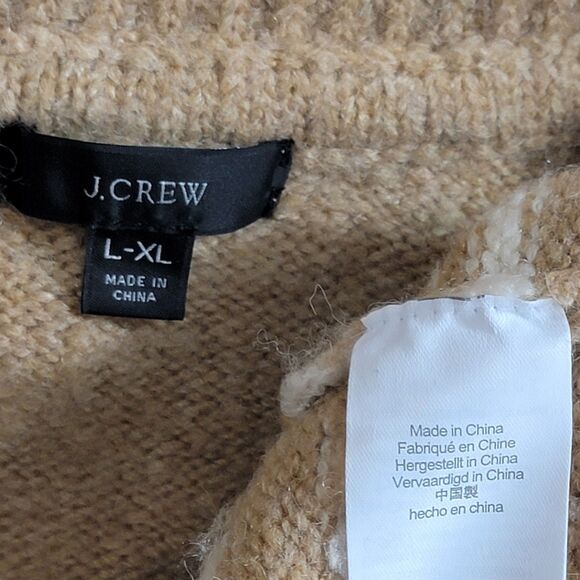 J.CREW
L-XL
MADE IN
CHINA
Made in China
Fabriqué en Chine
Hergestellt in China
Vervaardigd in China
中国製
hecho en china